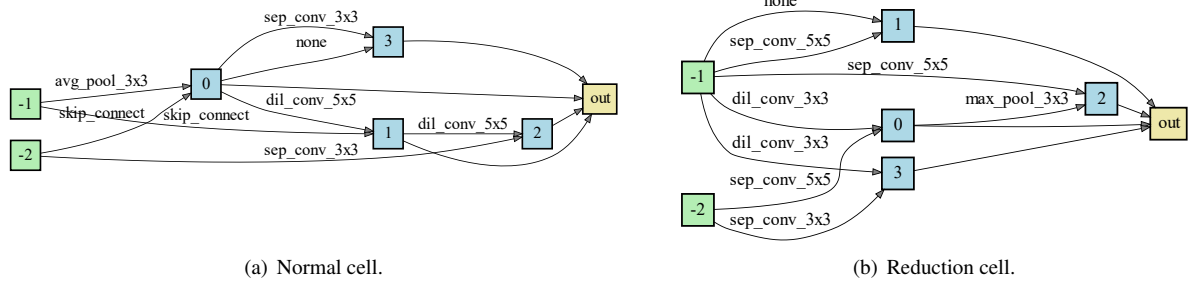 sep_conv_3x3
3
none
avg_pool_3x3
0
-1
out
dil_conv_5x5
skip_connect
skip_connect
1
dil_conv_5x5
2
-2
sep_conv_3x3
(a) Normal cell.
none
1
sep_conv_5x5
-1
sep_conv_5x5
dil_conv_3x3
max_pool_3x3
2
0
out
dil_conv_3x3
3
sep_conv_5x5
-2
sep_conv_3x3
(b) Reduction cell.